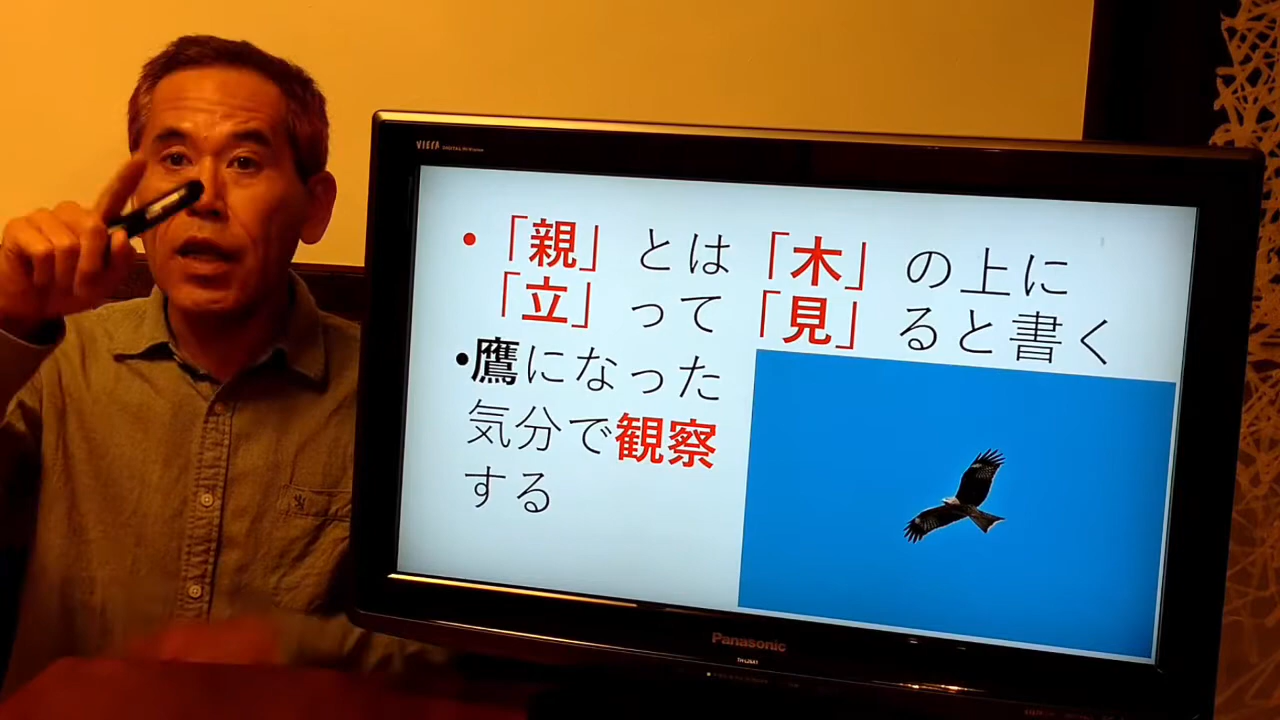 VIERA
•「親」とは「木」の上に
「立」って「見」ると書く
•鷹になった
気分で観察
する
Panasonic